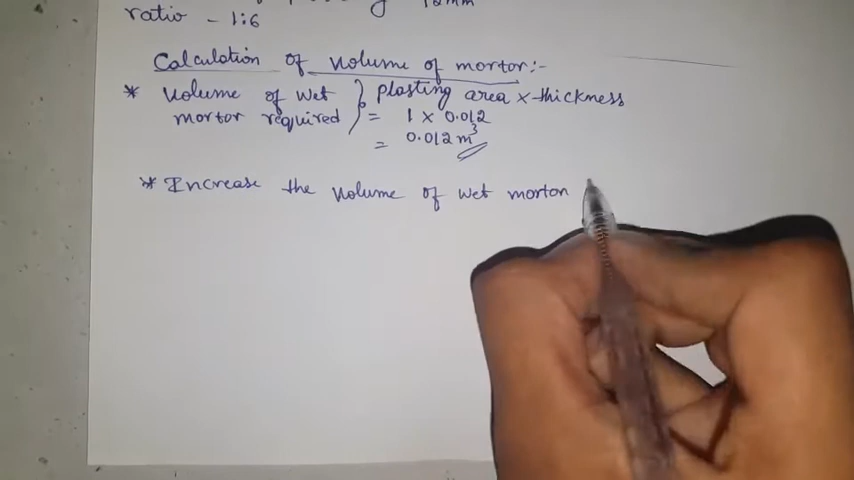 12mm
ratio - 1:6
Calculation of volume of mortor:-
* Volume of wet mortor required } = plasting area × thickness
= 1 × 0.012
= 0.012 m³
* Increase the volume of wet morton